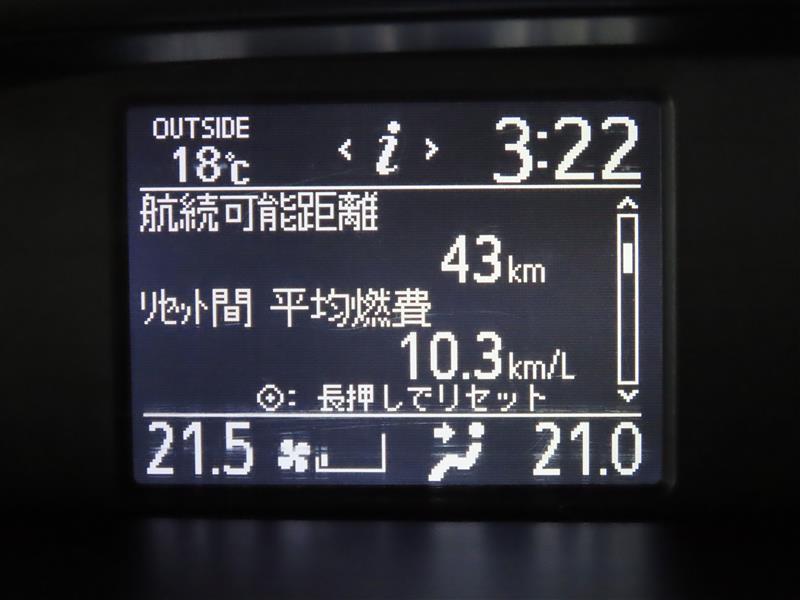 OUTSIDE
18℃
< i >
3:22
航続可能距離
43km
リセット間 平均燃費
10.3km/L
⊙: 長押しでリセット
21.5
21.0